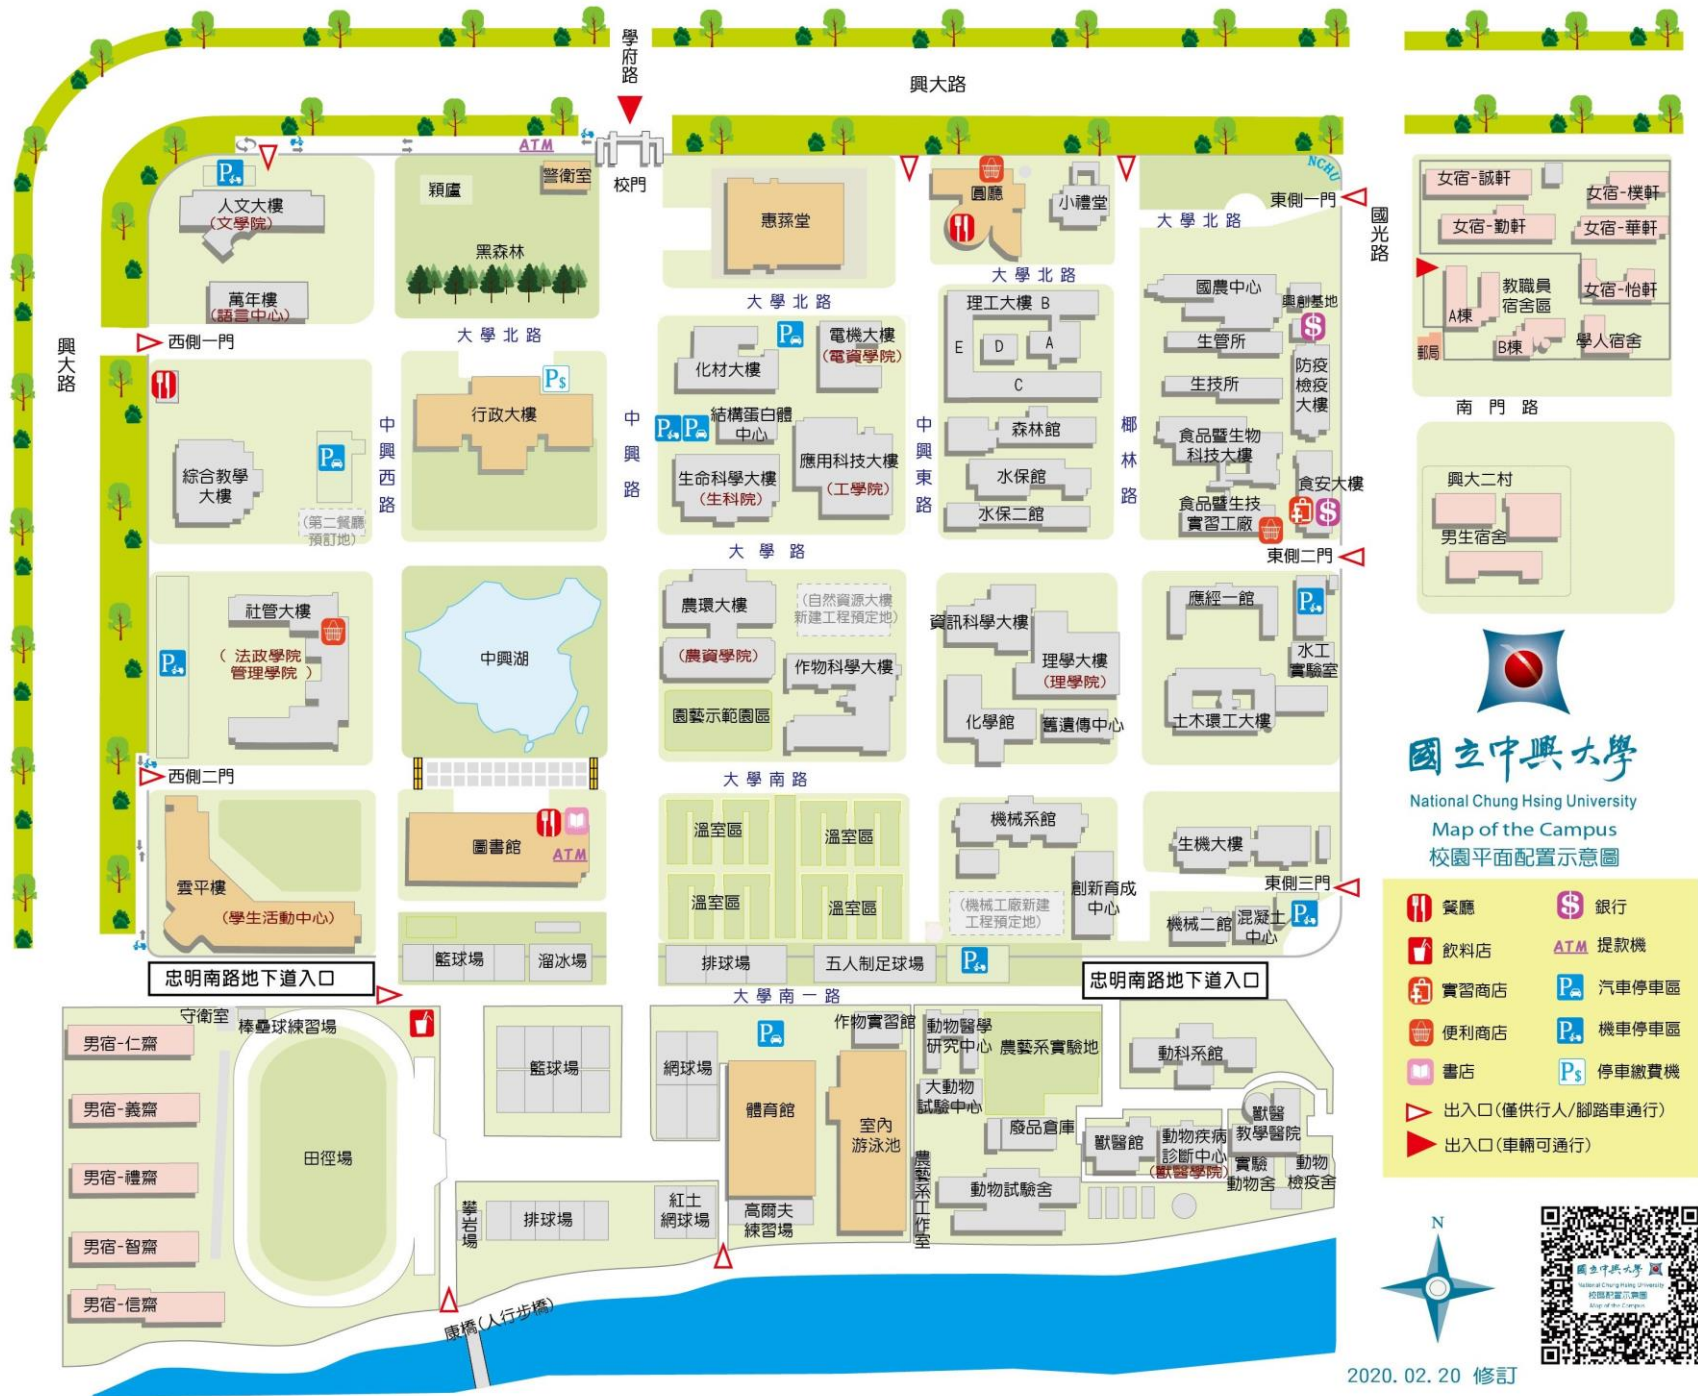 學府路
興大路
ATM
NCHU
校門
警衛室
穎廬
黑森林
人文大樓
(文學院)
萬年樓
(語言中心)
惠蓀堂
圓廳
小禮堂
大學北路
東側一門
國光路
女宿-誠軒
女宿-樸軒
女宿-勤軒
女宿-華軒
教職員
宿舍區
女宿-怡軒
A棟
B棟
學人宿舍
郵局
南門路
興大路
西側一門
大學北路
大學北路
大學北路
理工大樓 B
E
D
A
C
國農中心
興創基地
生管所
生技所
防疫
檢疫
大樓
化材大樓
電機大樓
(電資學院)
結構蛋白體
中心
生命科學大樓
(生科院)
應用科技大樓
(工學院)
行政大樓
綜合教學
大樓
(第二餐廳
預訂地)
中興西路
中興路
中興東路
椰林路
森林館
水保館
水保二館
食品暨生物
科技大樓
食品暨生技
實習工廠
食安大樓
興大二村
男生宿舍
大學路
東側二門
社管大樓
(法政學院
管理學院)
中興湖
農環大樓
(農資學院)
(自然資源大樓
新建工程預定地)
作物科學大樓
園藝示範園區
資訊科學大樓
理學大樓
(理學院)
化學館
舊遺傳中心
應經一館
水工
實驗室
土木環工大樓
西側二門
大學南路
國立中興大學
National Chung Hsing University
Map of the Campus
校園平面配置示意圖
雲平樓
(學生活動中心)
圖書館
ATM
溫室區
溫室區
溫室區
溫室區
機械系館
(機械工廠新建
工程預定地)
創新育成
中心
生機大樓
東側三門
機械二館
混凝土
中心
籃球場
溜冰場
排球場
五人制足球場
忠明南路地下道入口
忠明南路地下道入口
大學南一路
守衛室
棒壘球練習場
男宿-仁齋
男宿-義齋
男宿-禮齋
男宿-智齋
男宿-信齋
田徑場
籃球場
網球場
體育館
作物實習館
室內
游泳池
動物醫學
研究中心
農藝系實驗地
大動物
試驗中心
廢品倉庫
動科系館
獸醫館
動物疾病
診斷中心
(獸醫學院)
獸醫
教學醫院
實驗
動物舍
動物
檢疫舍
動物試驗舍
農藝系工作室
攀岩場
排球場
紅土
網球場
高爾夫
練習場
康橋(人行步橋)
餐廳
銀行
飲料店
ATM 提款機
實習商店
汽車停車區
便利商店
機車停車區
書店
停車繳費機
出入口(僅供行人/腳踏車通行)
出入口(車輛可通行)
N
國立中興大學
National Chung Hsing University
校園配置示意圖
Map of the Campus
2020. 02. 20 修訂